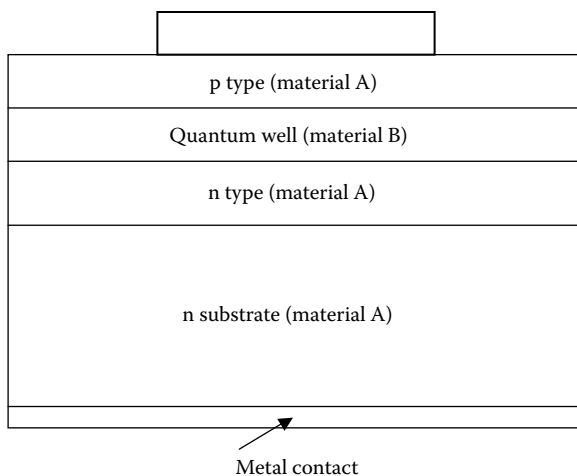 p type (material A)
Quantum well (material B)
n type (material A)
n substrate (material A)
Metal contact